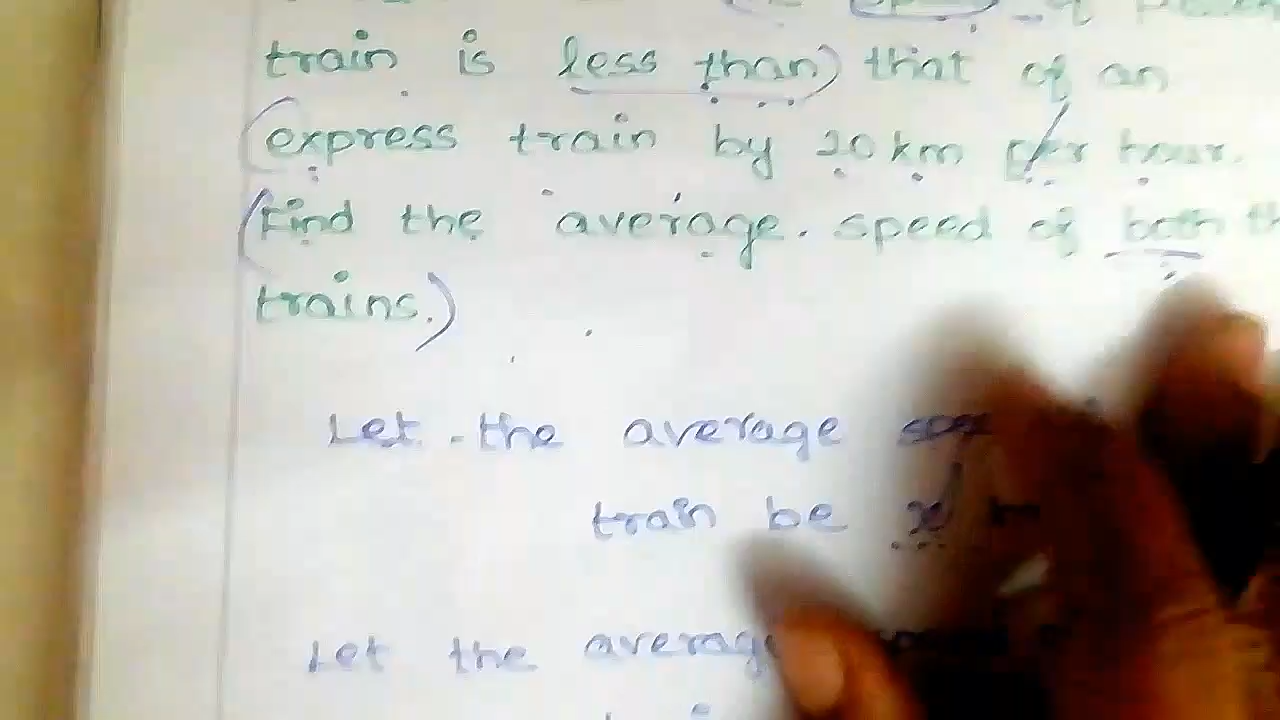 train is less than) that of an
(express train by 20 km per hour.
(Find the average speed of both
trains.)
Let the average
train be x
Let the average